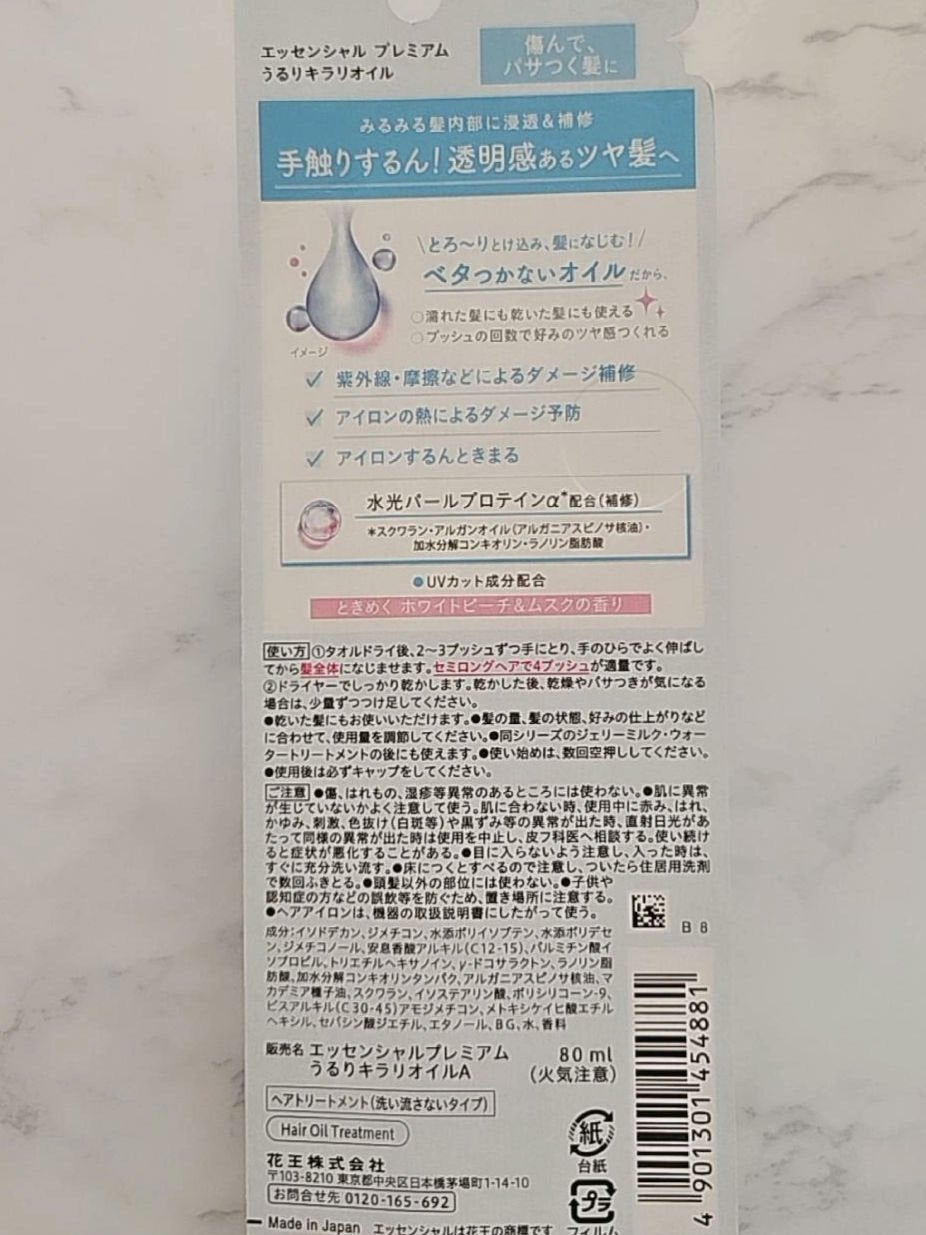 エッセンシャル プレミアム
うるりキラリオイル
傷んで、
パサつく髪に
みるみる髪内部に浸透&補修
手触りするん!透明感あるツヤ髪へ
\とろ〜りとけ込み、髪になじむ!/
ベタつかないオイルだから、
○濡れた髪にも乾いた髪にも使える
○プッシュの回数で好みのツヤ感つくれる
イメージ
✓ 紫外線・摩擦などによるダメージ補修
✓ アイロンの熱によるダメージ予防
✓ アイロンするんときまる
水光パールプロテインα*配合(補修)
*スクワラン・アルガンオイル(アルガニアスピノサ核油)・
加水分解コンキオリン・ラノリン脂肪酸
●UVカット成分配合
ときめく ホワイトピーチ&ムスクの香り
使い方 ①タオルドライ後、2〜3プッシュずつ手にとり、手のひらでよく伸ばし
てから髪全体になじませます。セミロングヘアで4プッシュが適量です。
②ドライヤーでしっかり乾かします。乾かした後、乾燥やパサつきが気になる
場合は、少量ずつつけ足してください。
●乾いた髪にもお使いいただけます。●髪の量、髪の状態、好みの仕上がりなど
に合わせて、使用量を調節してください。●同シリーズのジェリーミルク・ウォー
タートリートメントの後にも使えます。●使い始めは、数回空押ししてください。
●使用後は必ずキャップをしてください。
ご注意 ●傷、はれもの、湿疹等異常のあるところには使わない。●肌に異常
が生じていないかよく注意して使う。肌に合わない時、使用中に赤み、はれ、
かゆみ、刺激、色抜け(白斑等)や黒ずみ等の異常が出た時、直射日光があ
たって同様の異常が出た時は使用を中止し、皮フ科医へ相談する。使い続け
ると症状が悪化することがある。●目に入らないよう注意し、入った時は、
すぐに充分洗い流す。●床につくとすべるので注意し、ついたら住居用洗剤
で数回ふきとる。●頭髪以外の部位には使わない。●子供や
認知症の方などの誤飲等を防ぐため、置き場所に注意する。
●ヘアアイロンは、機器の取扱説明書にしたがって使う。
B 8
成分:イソドデカン、ジメチコン、水添ポリイソブテン、水添ポリデセ
ン、ジメチコノール、安息香酸アルキル(C12-15)、パルミチン酸イ
ソプロピル、トリエチルヘキサノイン、γ-ドコサラクトン、ラノリン脂
肪酸、加水分解コンキオリンタンパク、アルガニアスピノサ核油、マ
カデミア種子油、スクワラン、イソステアリン酸、ポリシリコーン-9、
ビスアルキル(C30-45)アモジメチコン、メトキシケイヒ酸エチル
ヘキシル、セバシン酸ジエチル、エタノール、BG、水、香料
販売名 エッセンシャルプレミアム
うるりキラリオイルA
80 ml
(火気注意)
ヘアトリートメント(洗い流さないタイプ)
Hair Oil Treatment
紙
台紙
花王株式会社
〒103-8210 東京都中央区日本橋茅場町1-14-10
お問合せ先 0120-165-692
プラ
フィルム
Made in Japan エッセンシャルは花王の商標です
4 901301 454881